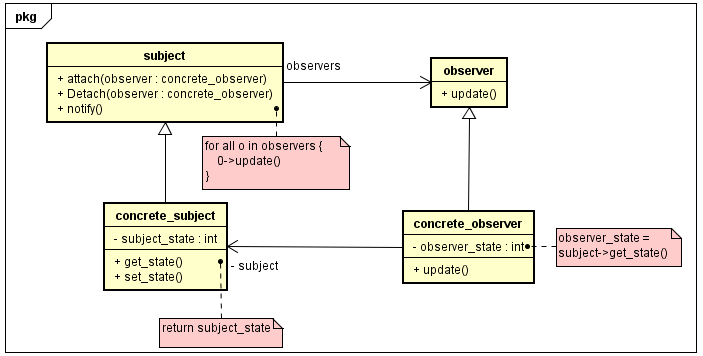 pkg
subject
+ attach(observer : concrete_observer)
+ Detach(observer : concrete_observer)
+ notify()
observers
observer
+ update()
for all o in observers {
0->update()
}
concrete_subject
- subject_state : int
+ get_state()
+ set_state()
- subject
concrete_observer
- observer_state : int
+ update()
observer_state =
subject->get_state()
return subject_state